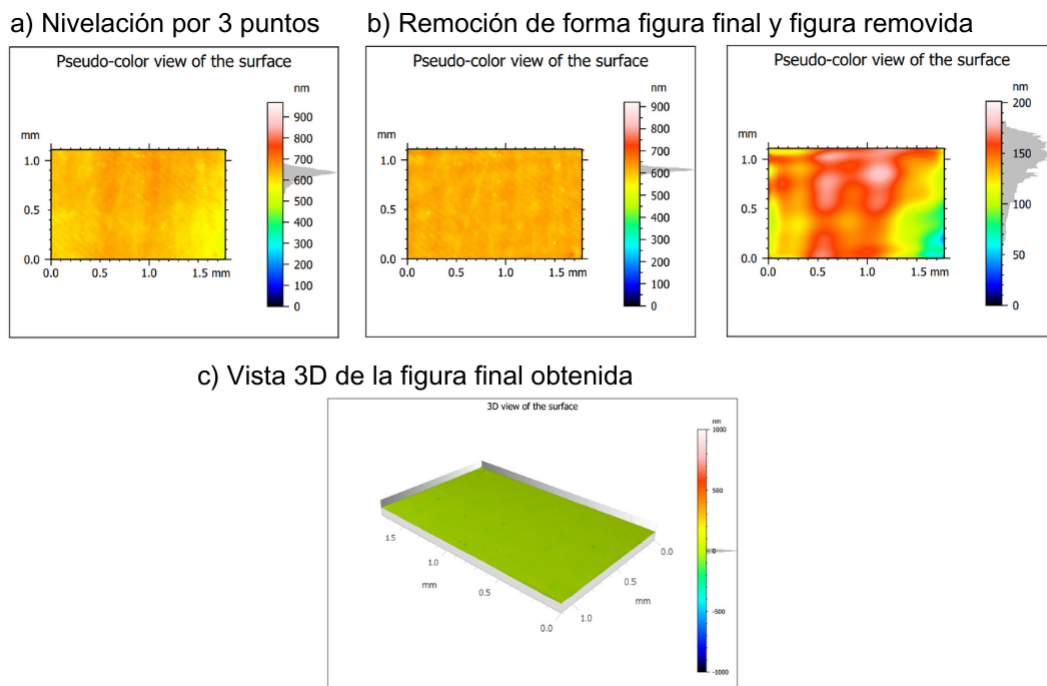 a) Nivelación por 3 puntos
b) Remoción de forma figura final y figura removida
Pseudo-color view of the surface
nm
mm
900
800
700
600
500
400
300
200
100
0
1.0
0.5
0.0
0.0 0.5 1.0 1.5 mm
Pseudo-color view of the surface
nm
mm
900
800
700
600
500
400
300
200
100
0
1.0
0.5
0.0
0.0 0.5 1.0 1.5 mm
Pseudo-color view of the surface
nm
mm
200
150
100
50
0
1.0
0.5
0.0
0.0 0.5 1.0 1.5 mm
c) Vista 3D de la figura final obtenida
3D view of the surface
nm
1000
500
0
-500
-1000
1.5
1.0
mm
0.5
0.0
0.0
0.5
mm
1.0